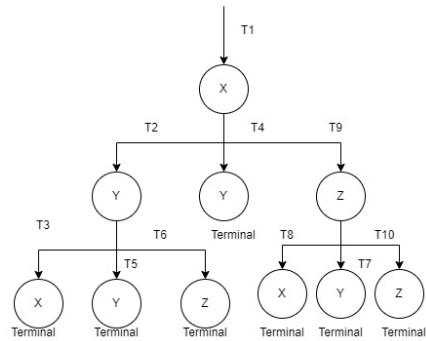 T1
X
T2 T4 T9
Y Y Z
Terminal
T3 T6 T8 T10
T5 T7
X Y Z X Y Z
Terminal Terminal Terminal Terminal Terminal Terminal